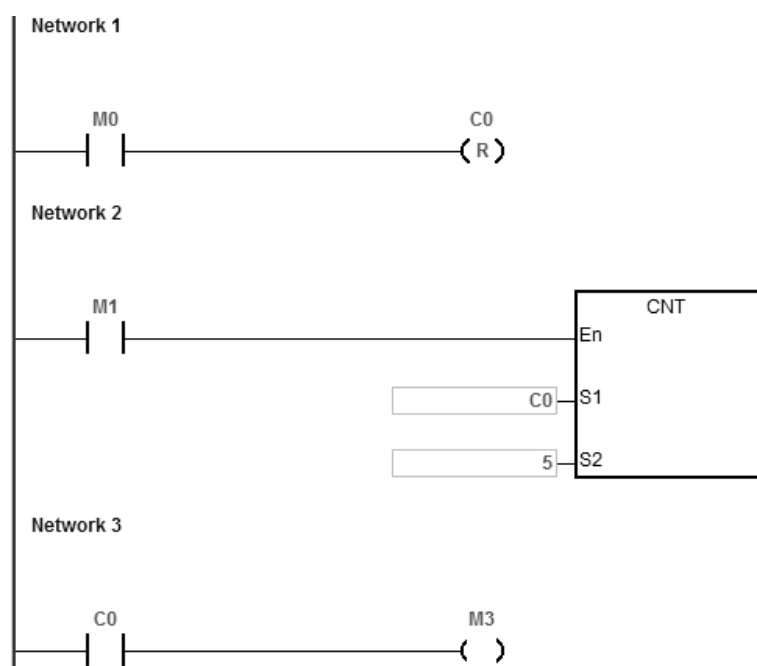 Network 1
M0 C0
R
Network 2
M1
CNT
En
C0 S1
5 S2
Network 3
C0 M3